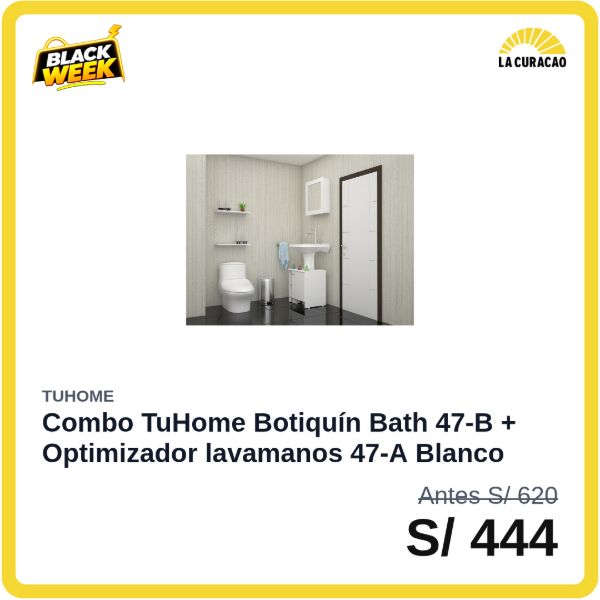 BLACK
WEEK
LA CURACAO
TUHOME
Combo TuHome Botiquín Bath 47-B +
Optimizador lavamanos 47-A Blanco
Antes S/ 620
S/ 444